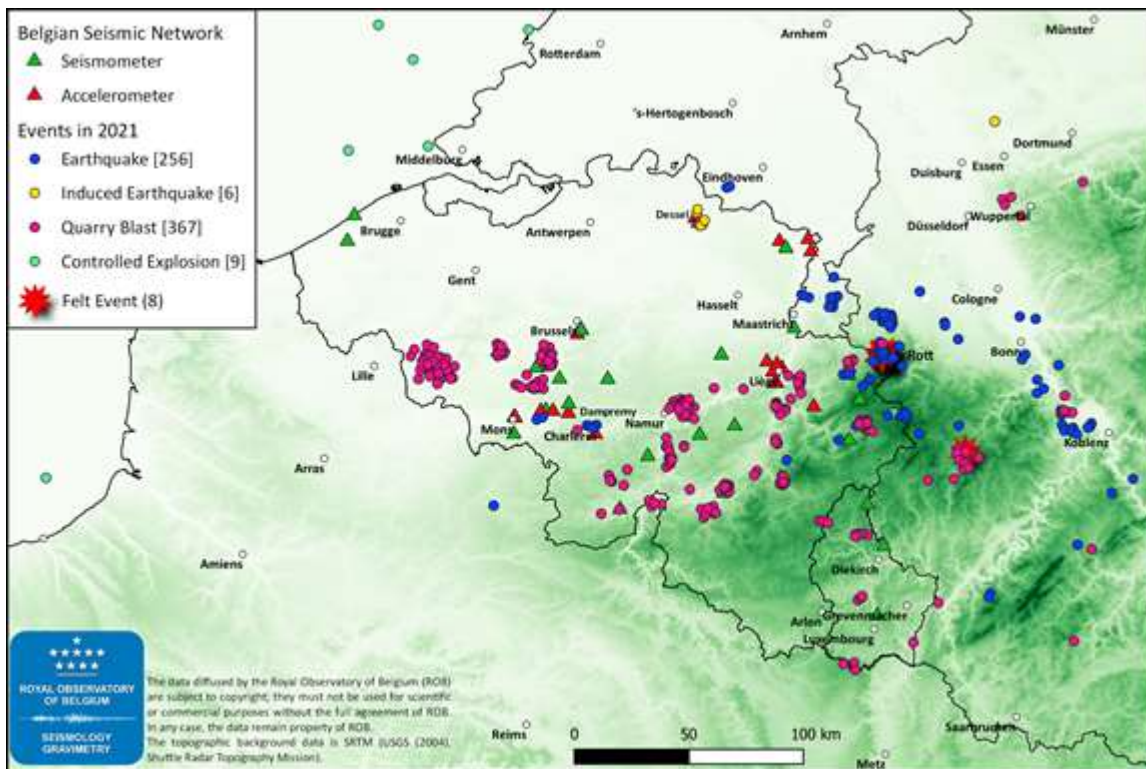 Belgian Seismic Network
Seismometer
Accelerometer
Events in 2021
Earthquake [256]
Induced Earthquake [6]
Quarry Blast [367]
Controlled Explosion [9]
Felt Event (8)
Rotterdam
Arnhem
Münster
's-Hertogenbosch
Dortmund
Middelburg
Essen
Duisburg
Eindhoven
Dessel
Wuppertal
Düsseldorf
Brugge
Antwerpen
Gent
Hasselt
Cologne
Maastricht
Brussels
Rott
Bonn
Lille
Liège
Dampremy
Namur
Mons
Charleroi
Koblenz
Arras
Amiens
Diekirch
Grevenmacher
Arlon
Luxembourg
Saarbrucken
Reims
Metz
0 50 100 km
ROYAL OBSERVATORY
OF BELGIUM
SEISMOLOGY
GRAVIMETRY
The data diffused by the Royal Observatory of Belgium (ROB)
are subject to copyright; they must not be used for scientific
or commercial purposes without the full agreement of ROB.
In any case, the data remain property of ROB.
The topographic background data is SRTM (USGS (2004),
Shuttle Radar Topography Mission).